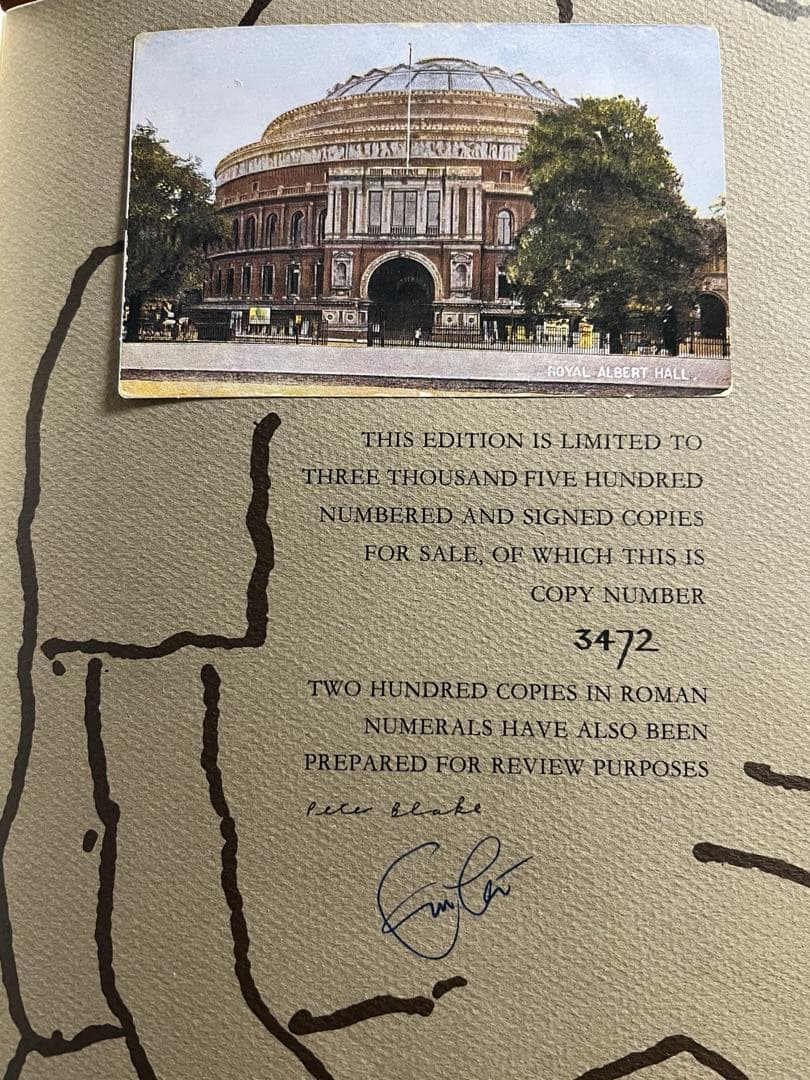 ROYAL ALBERT HALL.
THIS EDITION IS LIMITED TO
THREE THOUSAND FIVE HUNDRED
NUMBERED AND SIGNED COPIES
FOR SALE, OF WHICH THIS IS
COPY NUMBER
3472
TWO HUNDRED COPIES IN ROMAN
NUMERALS HAVE ALSO BEEN
PREPARED FOR REVIEW PURPOSES
Peter Blake